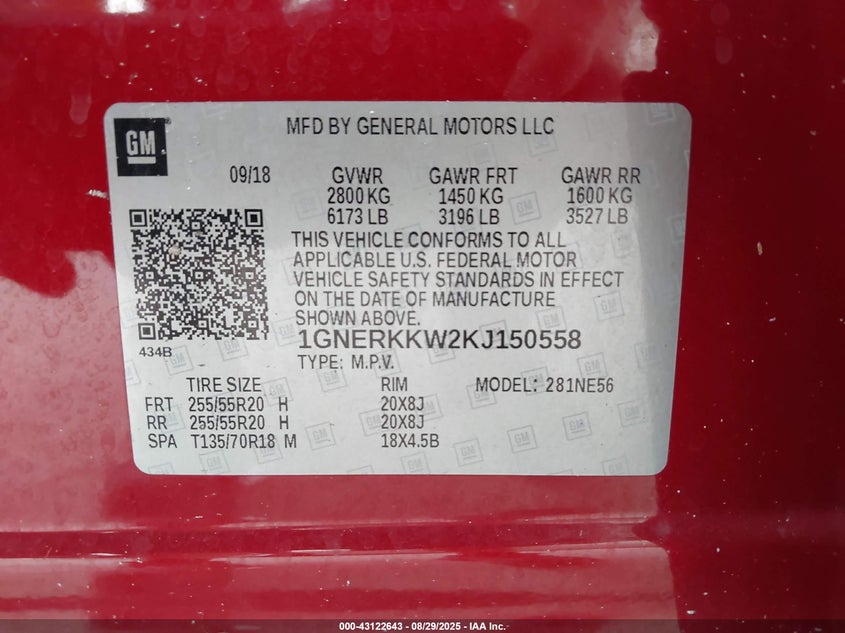 GM
MFD BY GENERAL MOTORS LLC
09/18 GVWR GAWR FRT GAWR RR
2800 KG 1450 KG 1600 KG
6173 LB 3196 LB 3527 LB
THIS VEHICLE CONFORMS TO ALL
APPLICABLE U.S. FEDERAL MOTOR
VEHICLE SAFETY STANDARDS IN EFFECT
ON THE DATE OF MANUFACTURE
SHOWN ABOVE.
434B
1GNERKKW2KJ150558
TYPE: M.P.V.
TIRE SIZE RIM MODEL: 281NE56
FRT 255/55R20 H 20X8J
RR 255/55R20 H 20X8J
SPA T135/70R18 M 18X4.5B
000-43122643 - 08/29/2025 - IAA Inc.